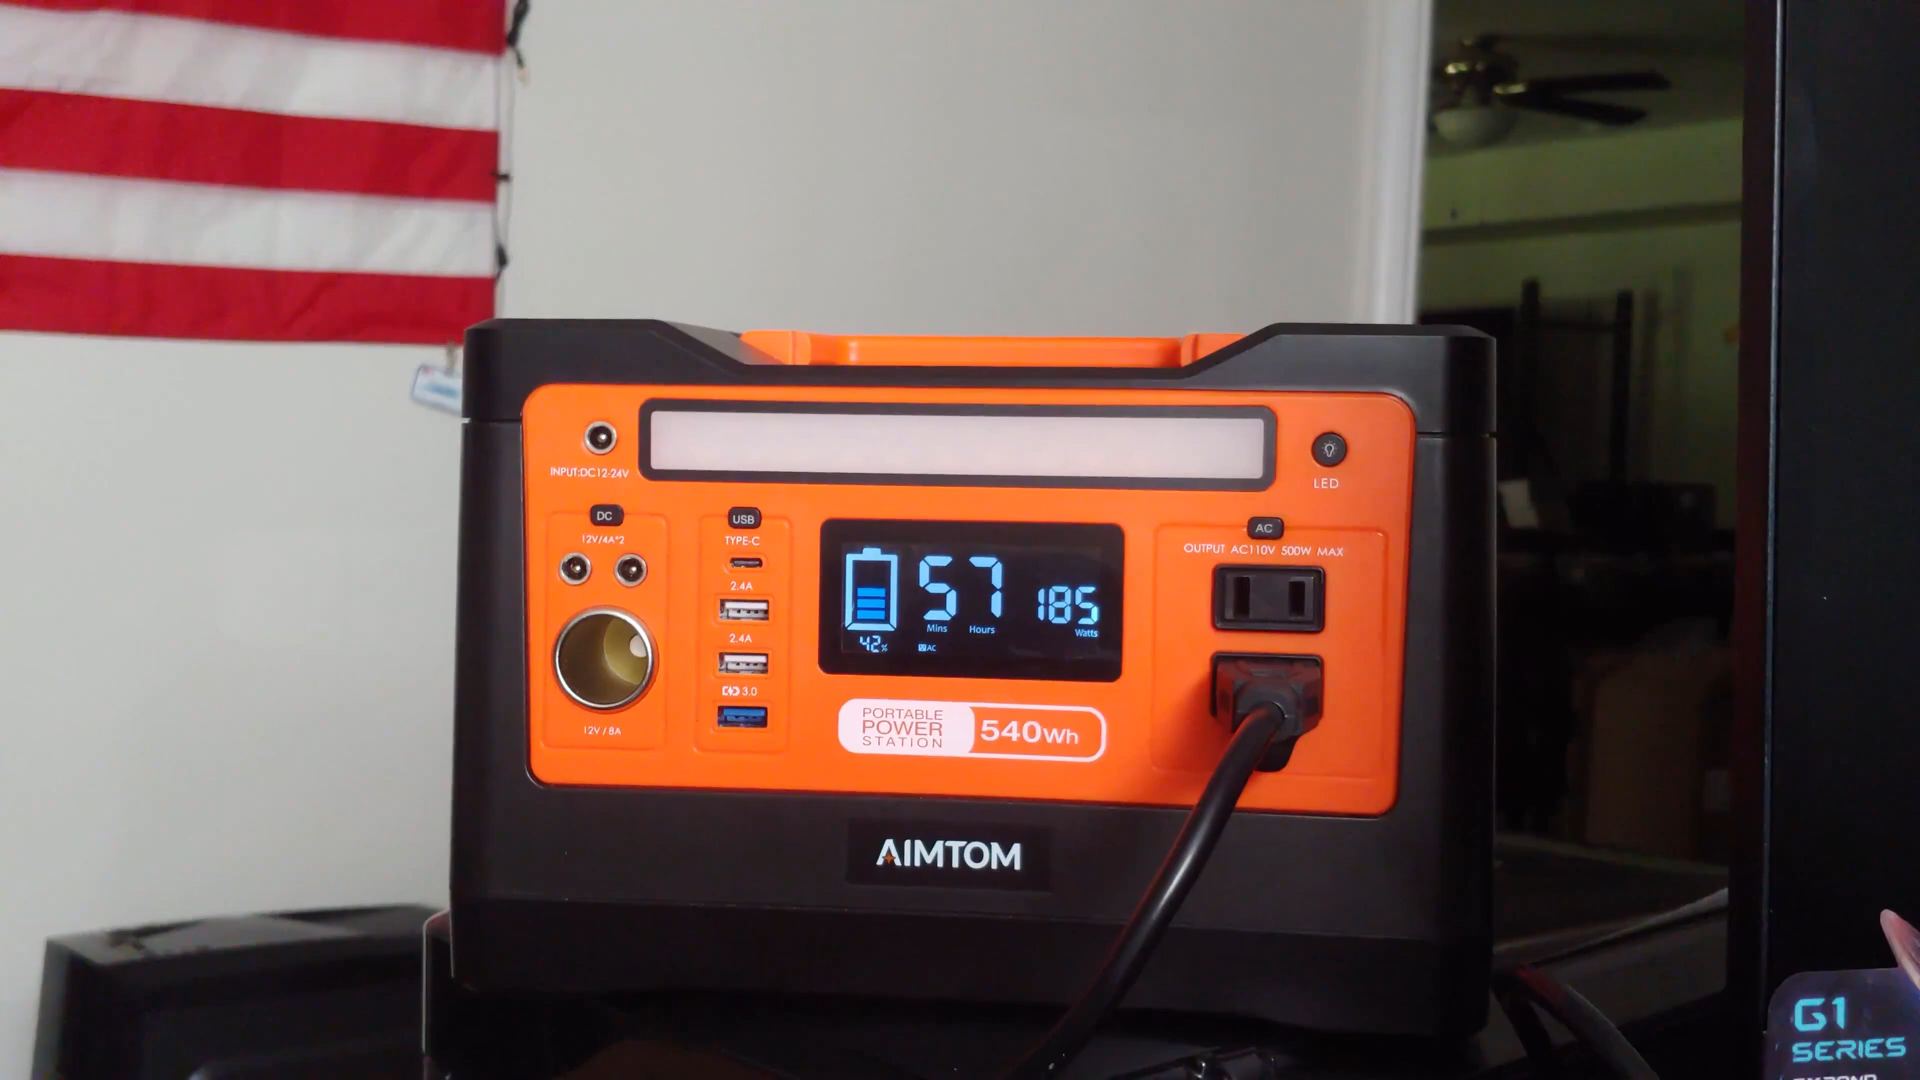 INPUT:DC12-24V
LED
DC
12V/4A*2
12V/8A
USB
TYPE-C
2.4A
2.4A
3.0
57
Mins Hours
185
Watts
42%
AC
AC
OUTPUT AC110V 500W MAX
PORTABLE
POWER
STATION
540Wh
AIMTOM
G1
SERIES